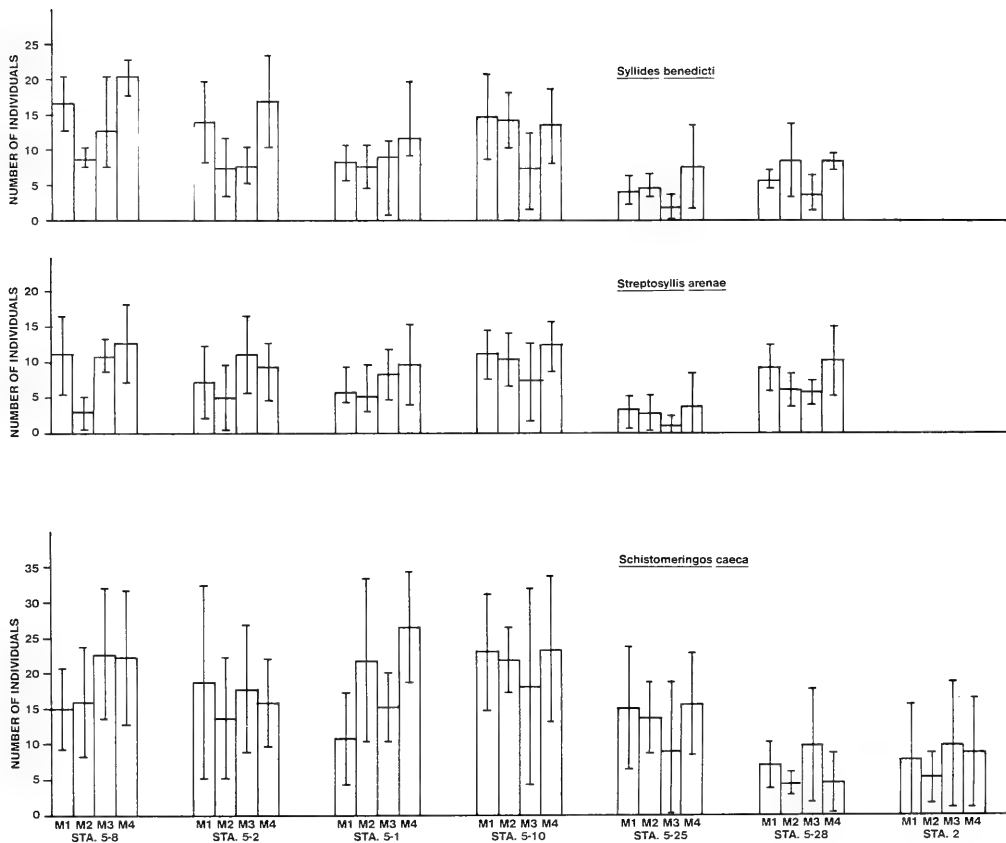 NUMBER OF INDIVIDUALS
25
20
15
10
5
0
Syllides benedicti
NUMBER OF INDIVIDUALS
20
15
10
5
0
Streptosyllis arenae
NUMBER OF INDIVIDUALS
35
30
25
20
15
10
5
0
Schistomeringos caeca
M1 M2 M3 M4 M1 M2 M3 M4 M1 M2 M3 M4 M1 M2 M3 M4 M1 M2 M3 M4 M1 M2 M3 M4 M1 M2 M3 M4
STA. 5-8 STA. 5-2 STA. 5-1 STA. 5-10 STA. 5-25 STA. 5-28 STA. 2